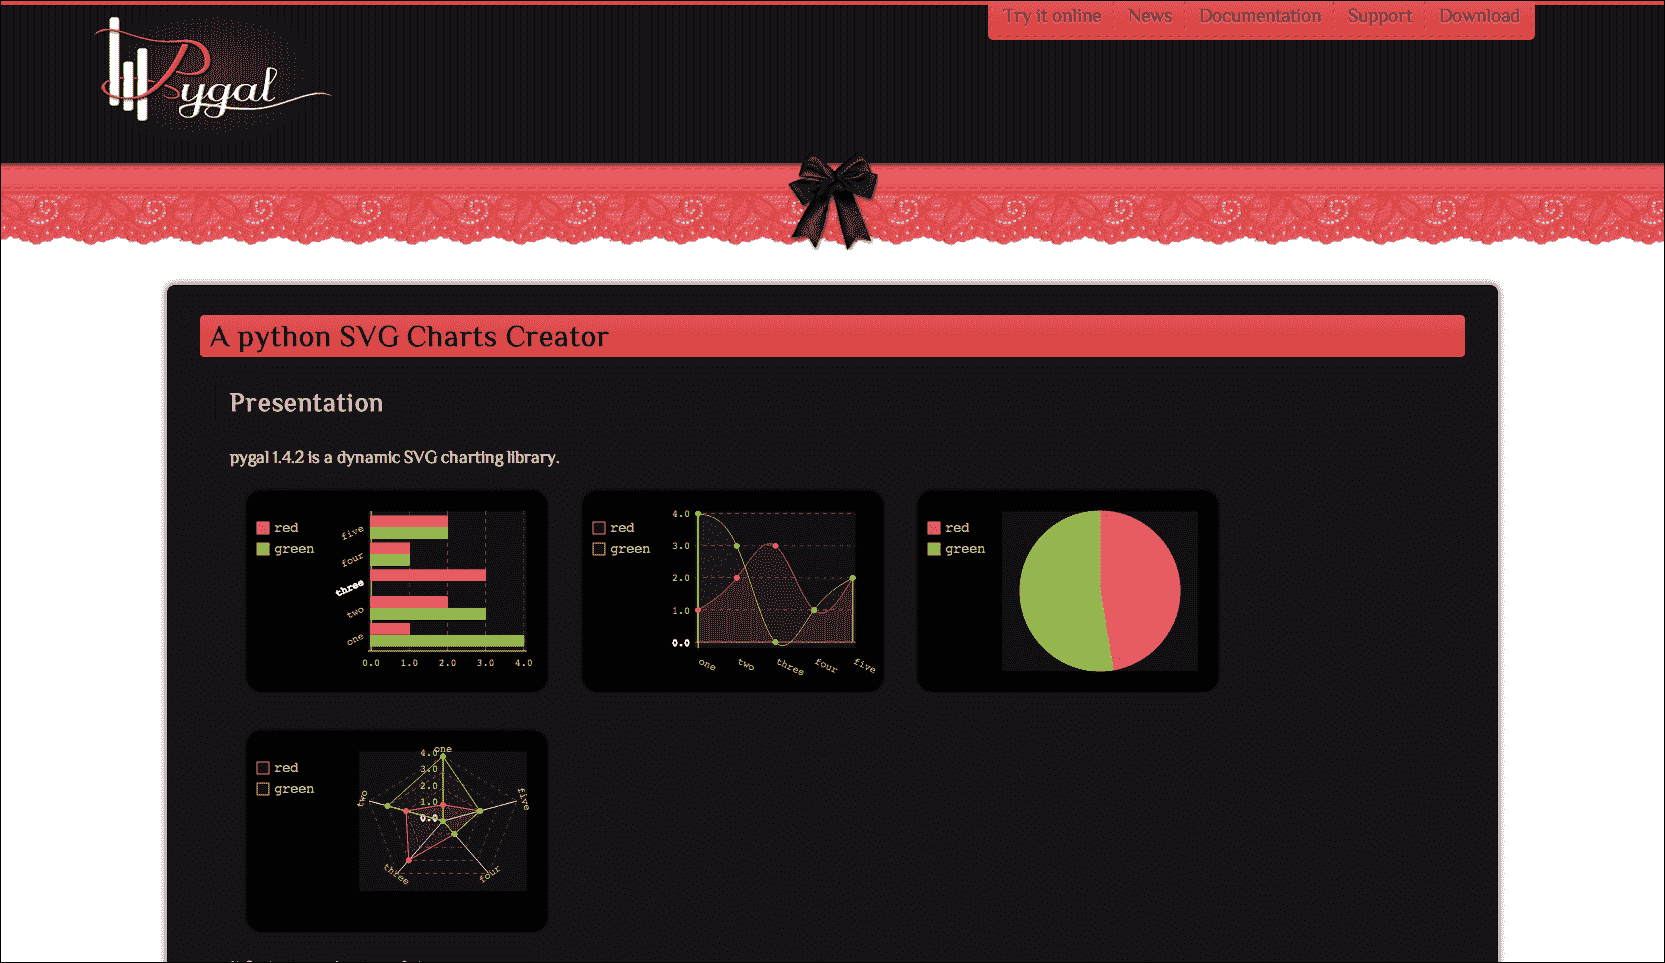 Try it online News Documentation Support Download
Pygal
A python SVG Charts Creator
Presentation
pygal 1.4.2 is a dynamic SVG charting library.
red
green
five
four
three
two
one
0.0 1.0 2.0 3.0 4.0
red
green
4.0
3.0
2.0
1.0
0.0
one two three four five
red
green
red
green
one
4.0
3.0
2.0
1.0
0.0
two
five
three
four